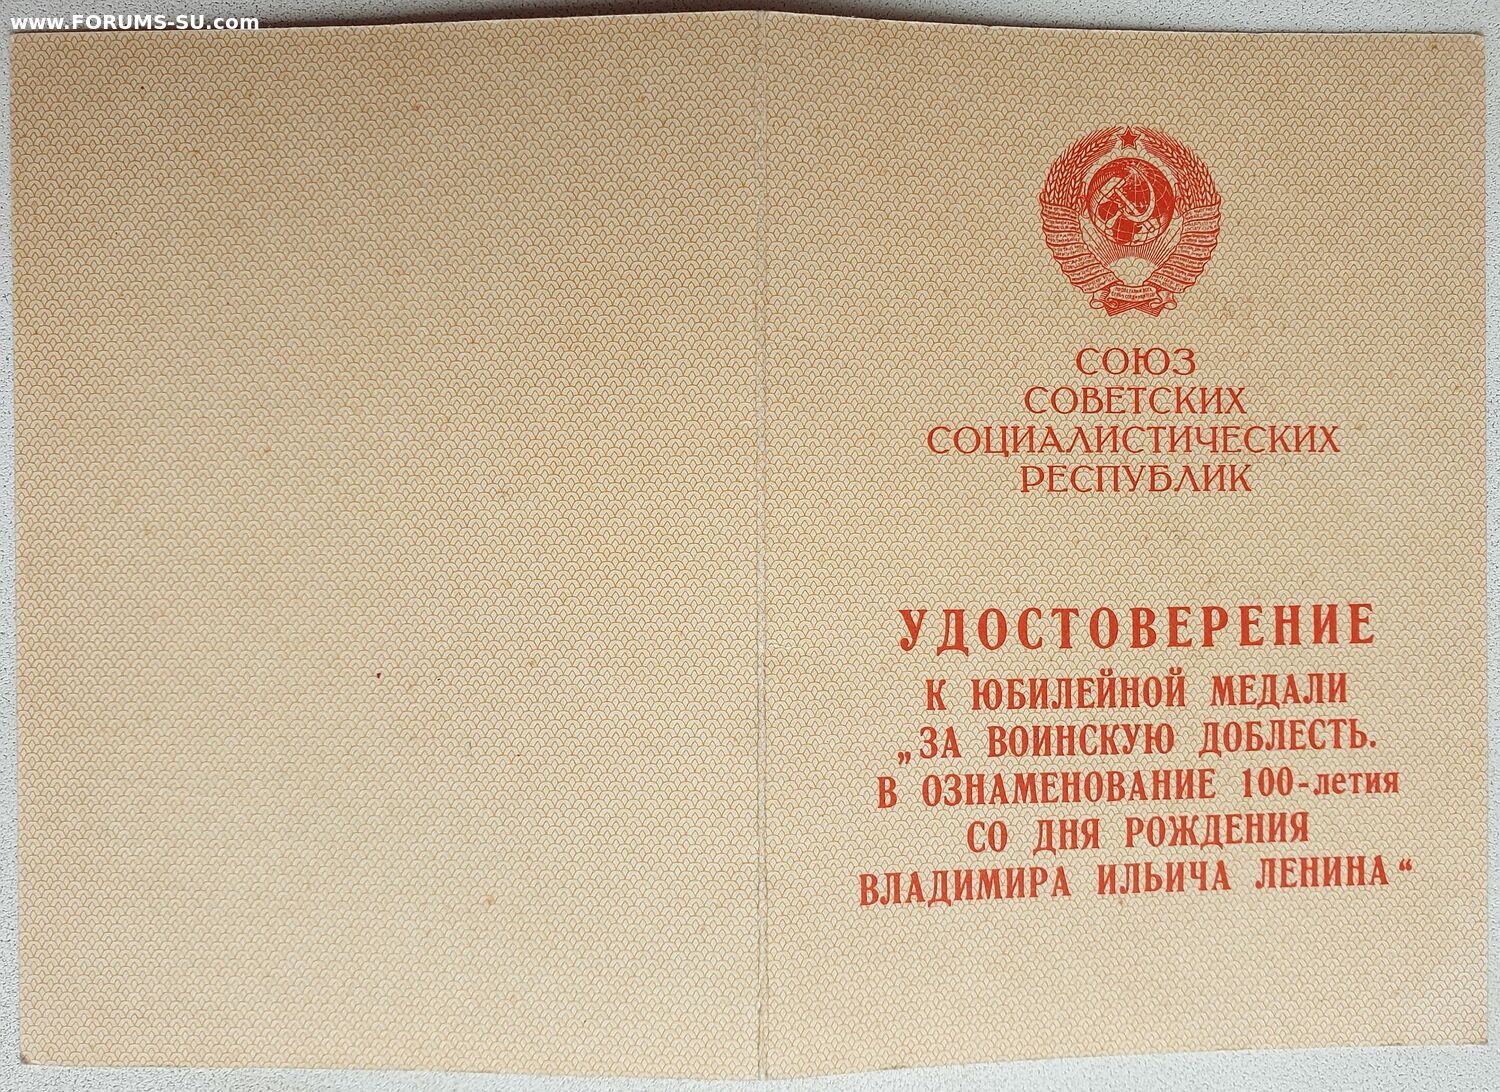 www.FORUMS-SU.com
СОЮЗ
СОВЕТСКИХ
СОЦИАЛИСТИЧЕСКИХ
РЕСПУБЛИК
УДОСТОВЕРЕНИЕ
К ЮБИЛЕЙНОЙ МЕДАЛИ
„ЗА ВОИНСКУЮ ДОБЛЕСТЬ.
В ОЗНАМЕНОВАНИЕ 100-летия
СО ДНЯ РОЖДЕНИЯ
ВЛАДИМИРА ИЛЬИЧА ЛЕНИНА“